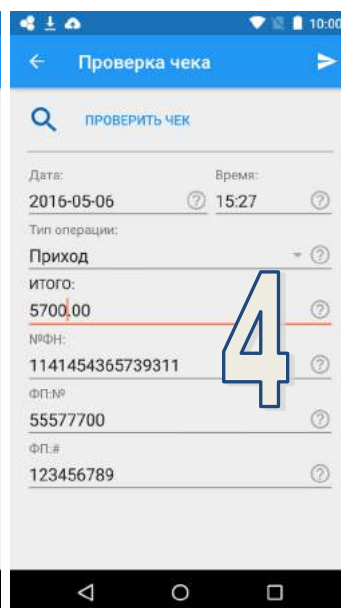 10:00
Проверка чека
ПРОВЕРИТЬ ЧЕК
Дата: Время:
2016-05-06 15:27
Тип операции:
Приход
ИТОГО:
5700.00
№ФН:
1141454365739311
ФП:№
55577700
ФП:#
123456789
4